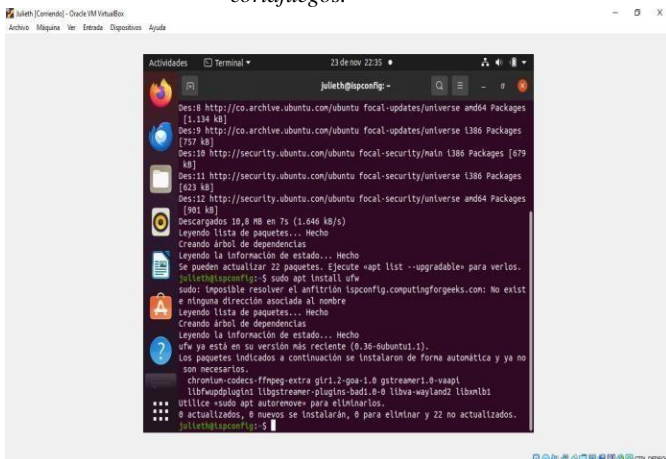 cortafuegos.
Julieth [Corriendo] - Oracle VM VirtualBox
Archivo Máquina Ver Entrada Dispositivos Ayuda
Actividades Terminal 23 de nov 22:35
julieth@ispconfig: ~
Des:8 http://co.archive.ubuntu.com/ubuntu focal-updates/universe amd64 Packages
[1.134 kB]
Des:9 http://co.archive.ubuntu.com/ubuntu focal-updates/universe i386 Packages
[757 kB]
Des:10 http://security.ubuntu.com/ubuntu focal-security/main i386 Packages [679
kB]
Des:11 http://security.ubuntu.com/ubuntu focal-security/universe i386 Packages
[623 kB]
Des:12 http://security.ubuntu.com/ubuntu focal-security/universe amd64 Packages
[901 kB]
Descargados 10,8 MB en 7s (1.646 kB/s)
Leyendo lista de paquetes... Hecho
Creando árbol de dependencias
Leyendo la información de estado... Hecho
Se pueden actualizar 22 paquetes. Ejecute «apt list --upgradable» para verlos.
julieth@ispconfig:~$ sudo apt install ufw
sudo: imposible resolver el anfitrión ispconfig.computingforgeeks.com: No exist
e ninguna dirección asociada al nombre
Leyendo lista de paquetes... Hecho
Creando árbol de dependencias
Leyendo la información de estado... Hecho
ufw ya está en su versión más reciente (0.36-6ubuntu1.1).
Los paquetes indicados a continuación se instalaron de forma automática y ya no
son necesarios.
chromium-codecs-ffmpeg-extra gir1.2-goa-1.0 gstreamer1.0-vaapi
libfwupdplugin1 libgstreamer-plugins-bad1.0-0 libva-wayland2 libxmlb1
Utilice «sudo apt autoremove» para eliminarlos.
0 actualizados, 0 nuevos se instalarán, 0 para eliminar y 22 no actualizados.
julieth@ispconfig:~$